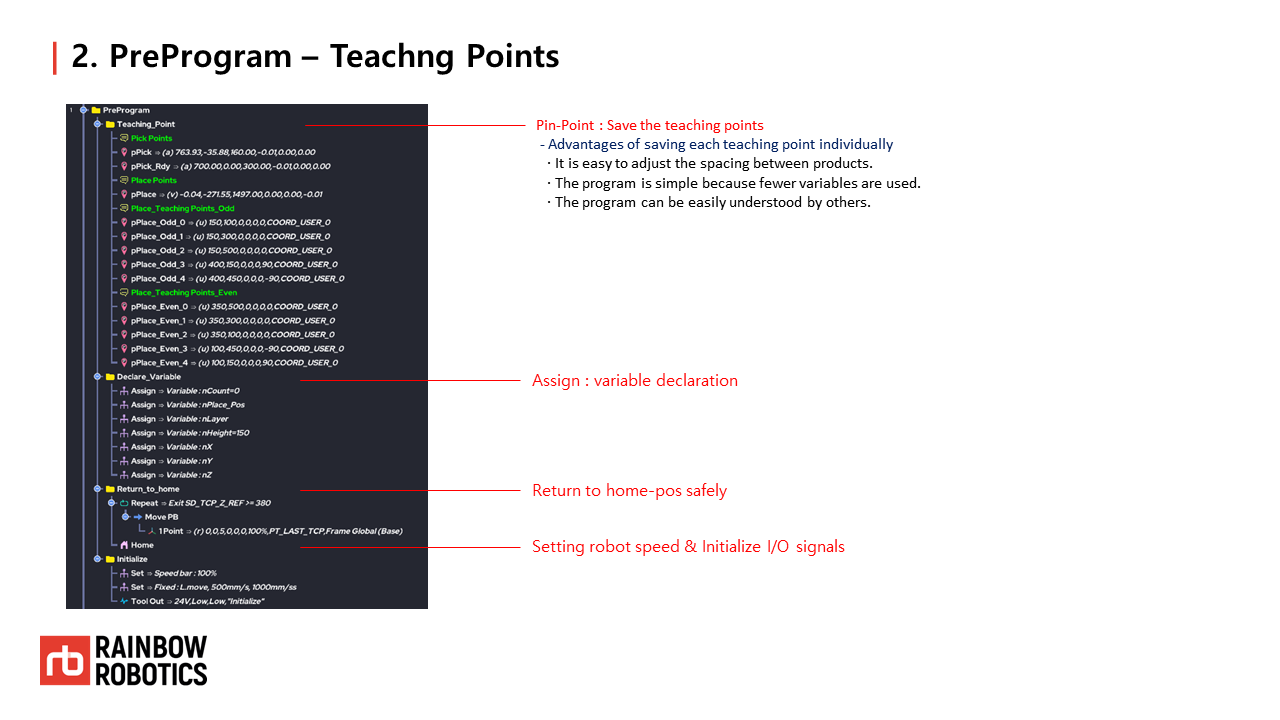 2. PreProgram – Teachng Points
1 PreProgram
Teaching_Point
Pick Points
pPick ⇒ (a) 763.93,-35.88,160.00,-0.01,0.00,0.00
pPick_Rdy ⇒ (a) 700.00,0.00,300.00,-0.01,0.00,0.00
Place Points
pPlace ⇒ (v) -0.04,-271.55,1497.00,0.00,0.00,-0.01
Place_Teaching Points_Odd
pPlace_Odd_0 ⇒ (u) 150,100,0,0,0,0,COORD_USER_0
pPlace_Odd_1 ⇒ (u) 150,300,0,0,0,0,COORD_USER_0
pPlace_Odd_2 ⇒ (u) 150,500,0,0,0,0,COORD_USER_0
pPlace_Odd_3 ⇒ (u) 400,150,0,0,0,90,COORD_USER_0
pPlace_Odd_4 ⇒ (u) 400,450,0,0,0,-90,COORD_USER_0
Place_Teaching Points_Even
pPlace_Even_0 ⇒ (u) 350,500,0,0,0,0,COORD_USER_0
pPlace_Even_1 ⇒ (u) 350,300,0,0,0,0,COORD_USER_0
pPlace_Even_2 ⇒ (u) 350,100,0,0,0,0,COORD_USER_0
pPlace_Even_3 ⇒ (u) 100,450,0,0,0,-90,COORD_USER_0
pPlace_Even_4 ⇒ (u) 100,150,0,0,0,90,COORD_USER_0
Declare_Variable
Assign ⇒ Variable : nCount=0
Assign ⇒ Variable : nPlace_Pos
Assign ⇒ Variable : nLayer
Assign ⇒ Variable : nHeight=150
Assign ⇒ Variable : nX
Assign ⇒ Variable : nY
Assign ⇒ Variable : nZ
Return_to_home
Repeat ⇒ Exit SD_TCP_Z_REF >= 380
Move PB
1 Point ⇒ (r) 0,0,5,0,0,0,100%,PT_LAST_TCP,Frame Global (Base)
Home
Initialize
Set ⇒ Speed bar : 100%
Set ⇒ Fixed : L.move, 500mm/s, 1000mm/ss
Tool Out ⇒ 24V,Low,Low,"Initialize"
Pin-Point : Save the teaching points
- Advantages of saving each teaching point individually
· It is easy to adjust the spacing between products.
· The program is simple because fewer variables are used.
· The program can be easily understood by others.
Assign : variable declaration
Return to home-pos safely
Setting robot speed & Initialize I/O signals
rb RAINBOW
ROBOTICS